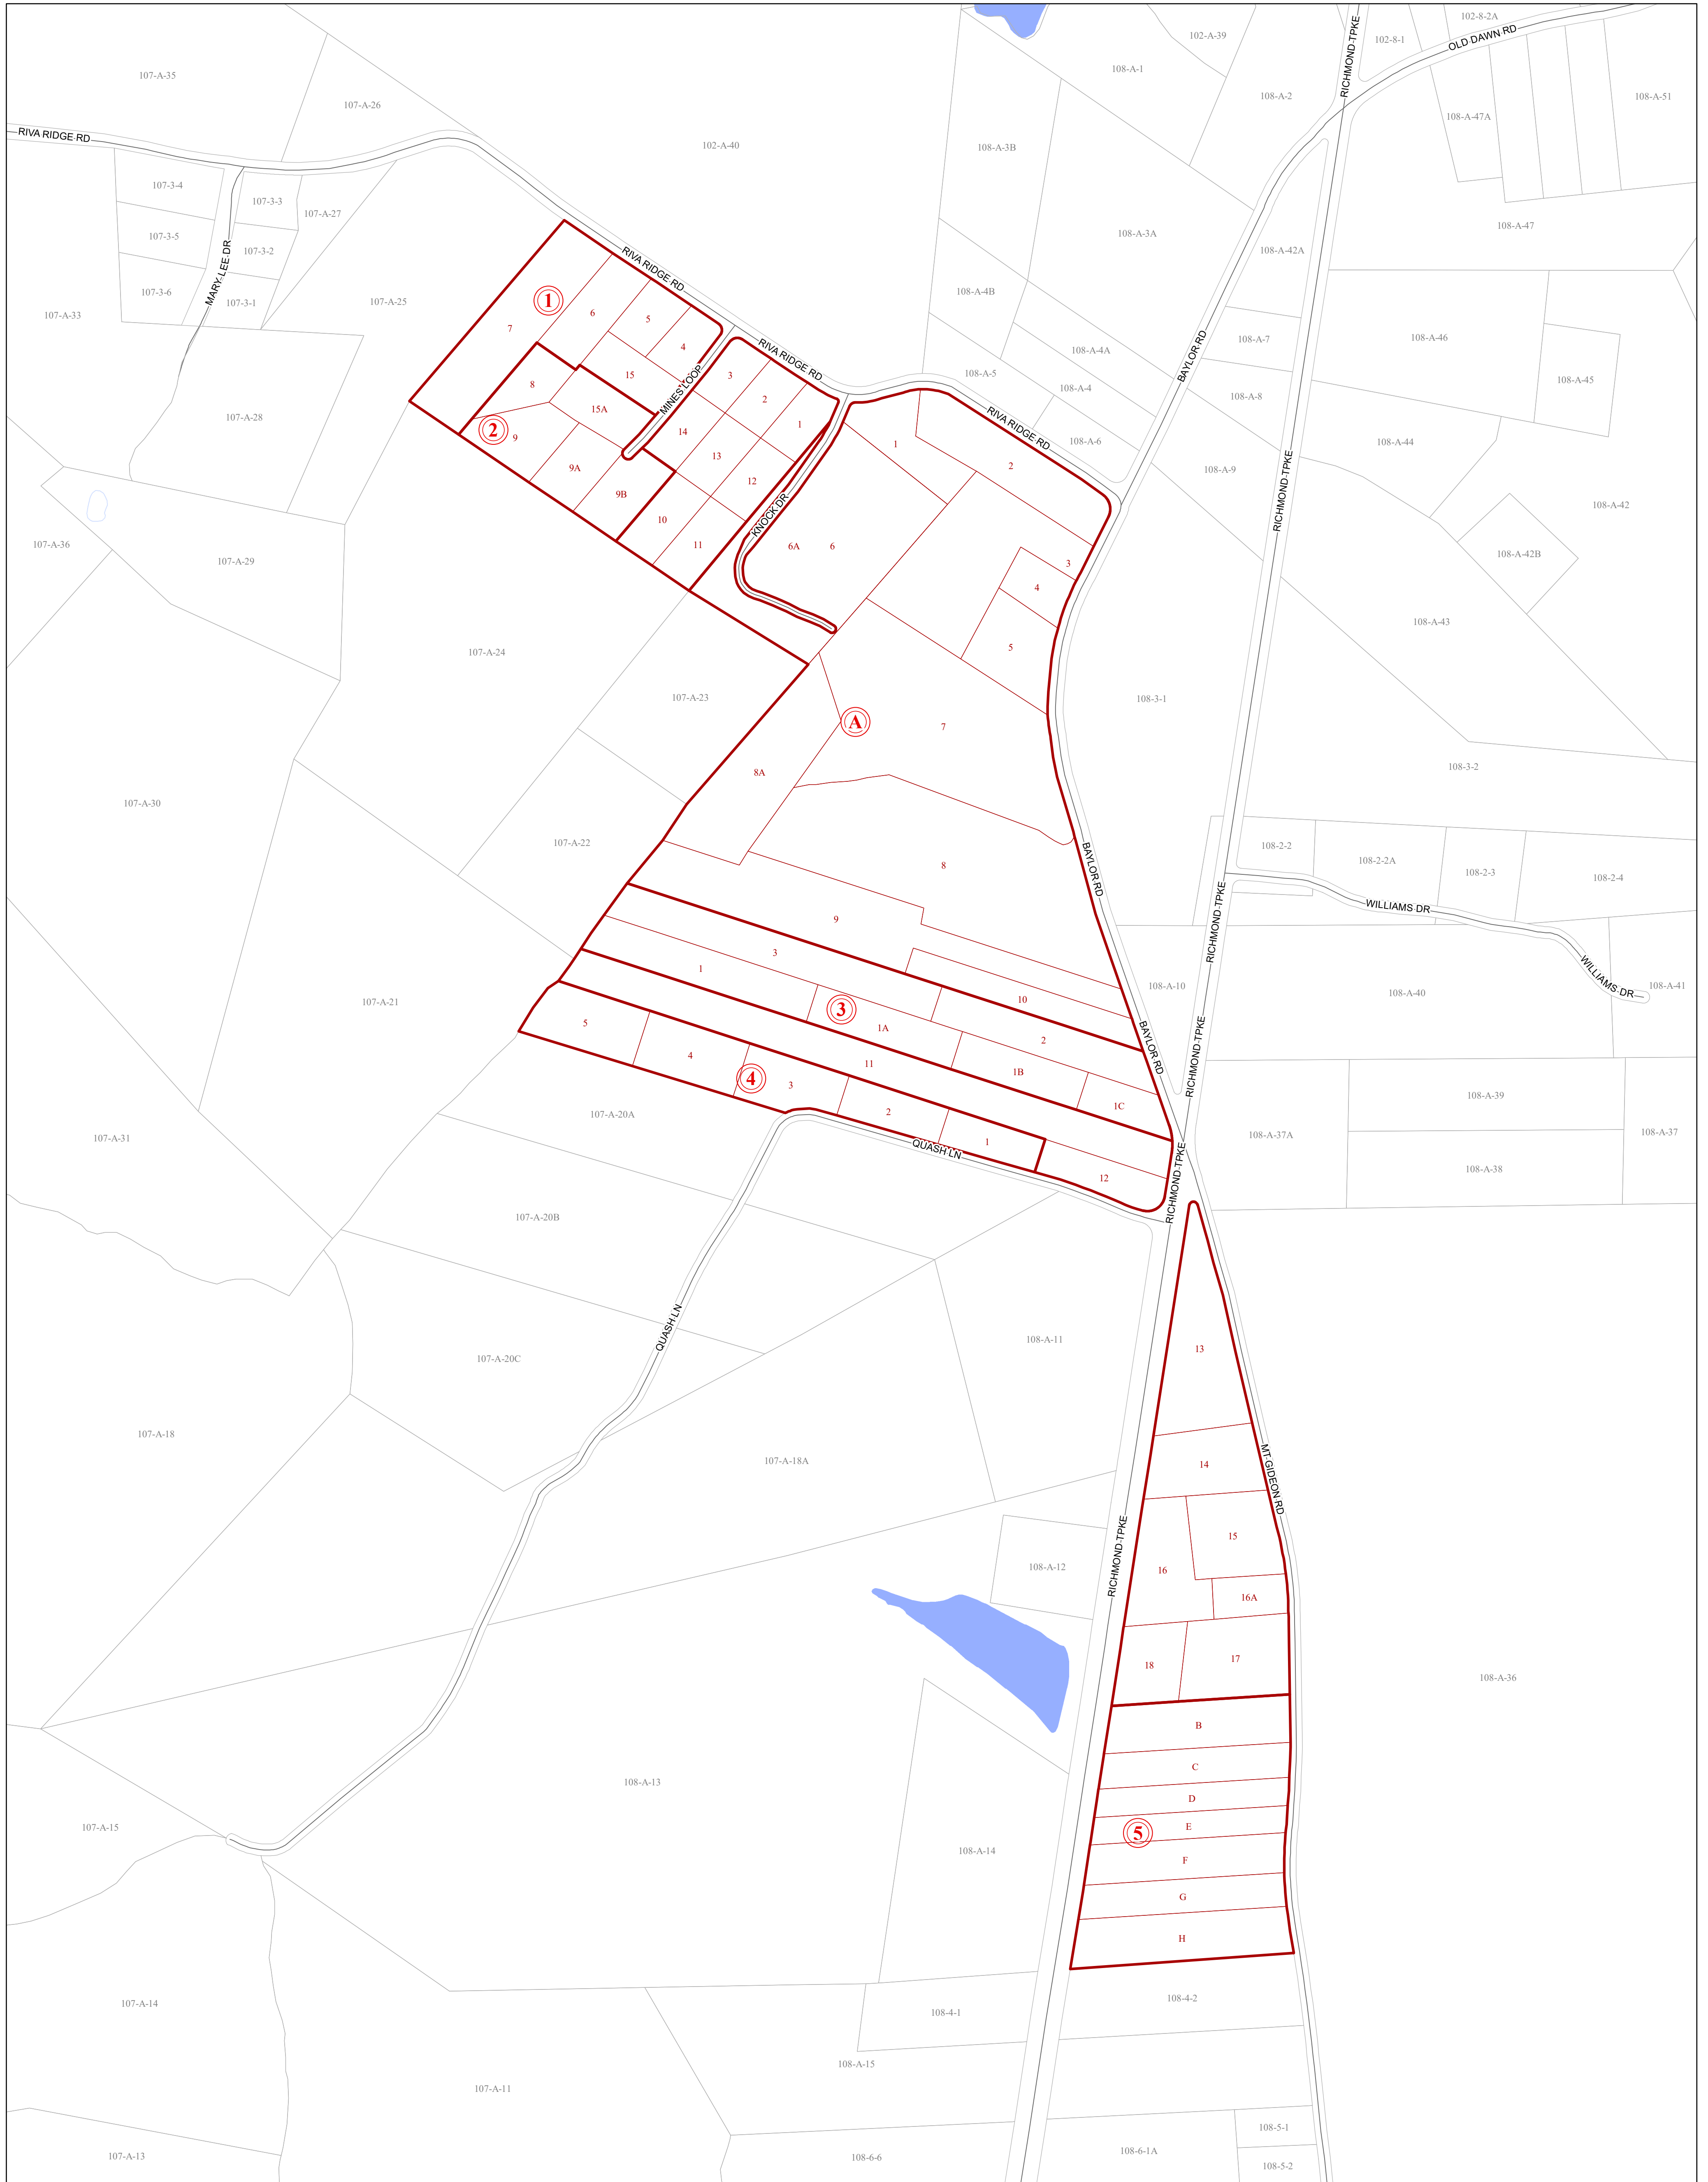 102-8-2A
102-A-39
102-8-1
OLD DAWN RD
RICHMOND TPKE
107-A-35
108-A-1
108-A-2
108-A-51
107-A-26
108-A-47A
RIVA RIDGE RD
102-A-40
108-A-3B
107-3-4
107-3-3
107-A-27
108-A-47
107-3-5
108-A-3A
107-3-2
108-A-42A
MARY LEE DR
RIVA RIDGE RD
107-3-6
107-3-1
107-A-25
1
108-A-4B
107-A-33
6
5
7
4
108-A-7
108-A-46
RIVA RIDGE RD
108-A-4A
BAYLOR RD
108-A-5
15
3
MINES LOOP
108-A-45
8
108-A-4
2
108-A-8
15A
107-A-28
1
RIVA RIDGE RD
2
9
14
1
108-A-6
108-A-44
13
2
108-A-9
9A
12
RICHMOND TPKE
9B
108-A-42
10
KNOCK DR
107-A-36
11
6A
6
108-A-42B
107-A-29
3
4
108-A-43
107-A-24
5
107-A-23
108-3-1
A
7
8A
108-3-2
107-A-30
107-A-22
108-2-2
108-2-2A
BAYLOR RD
8
108-2-3
108-2-4
RICHMOND TPKE
WILLIAMS DR
9
3
1
WILLIAMS DR
108-A-10
108-A-40
108-A-41
107-A-21
10
3
5
1A
BAYLOR RD
2
RICHMOND TPKE
4
11
1B
4
3
108-A-39
1C
2
107-A-20A
107-A-31
108-A-37A
108-A-37
1
QUASH LN
108-A-38
12
RICHMOND TPKE
107-A-20B
QUASH LN
108-A-11
13
107-A-20C
107-A-18
107-A-18A
14
MT GIDEON RD
15
RICHMOND TPKE
108-A-12
16
16A
17
18
108-A-36
B
C
108-A-13
D
107-A-15
E
5
108-A-14
F
G
H
107-A-14
108-4-2
108-4-1
108-A-15
107-A-11
108-5-1
107-A-13
108-6-6
108-6-1A
108-5-2